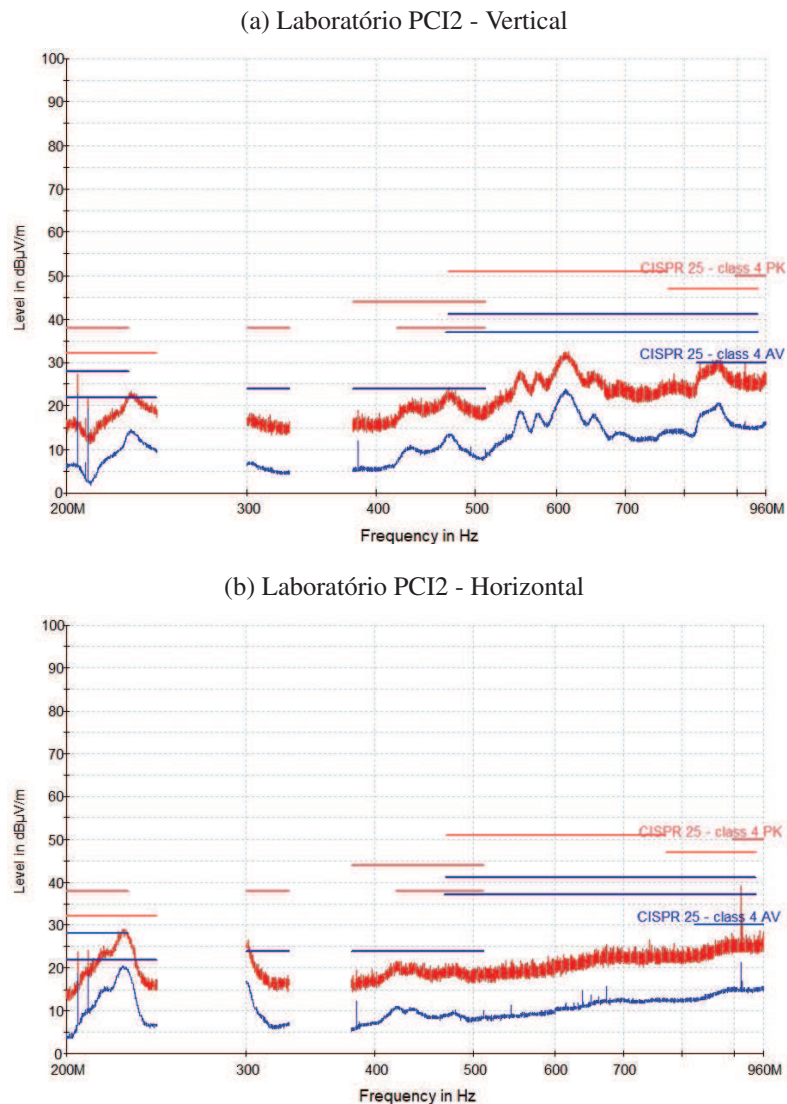 (a) Laboratório PCI2 - Vertical
100
90
80
70
60
50
40
30
20
10
0
Level in dBµV/m
CISPR 25 - class 4 PK
CISPR 25 - class 4 AV
200M 300 400 500 600 700 960M
Frequency in Hz
(b) Laboratório PCI2 - Horizontal
100
90
80
70
60
50
40
30
20
10
0
Level in dBµV/m
CISPR 25 - class 4 PK
CISPR 25 - class 4 AV
200M 300 400 500 600 700 960M
Frequency in Hz